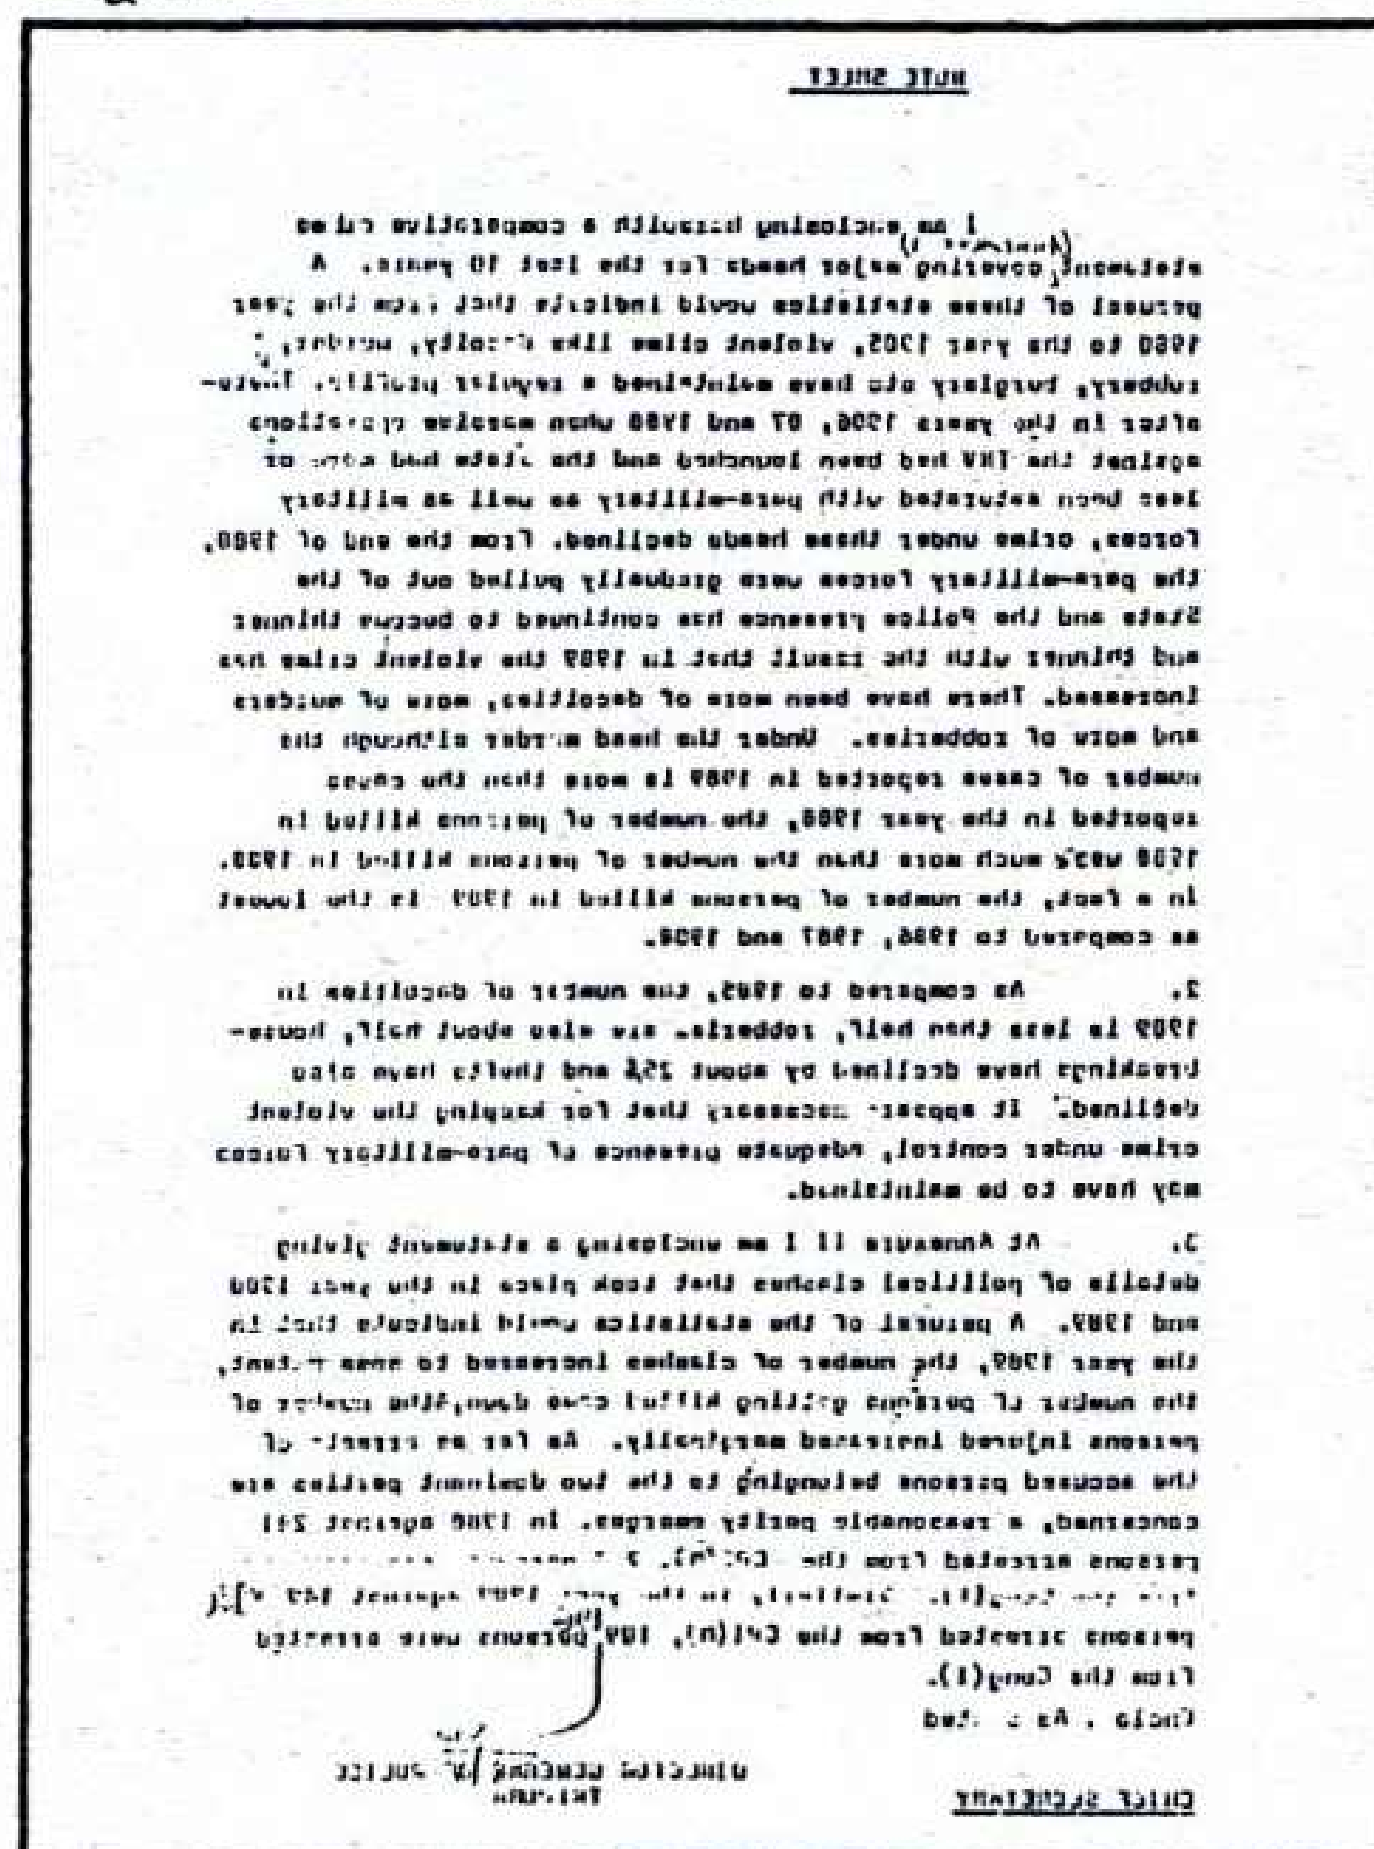 NOTE SHEET
I am enclosing herewith a comparative crime
(Annexure I)
statement covering major heads for the last 10 years. A
perusal of these statistics would indicate that from the year
1980 to the year 1985, violent crime like dacoity, murder,
robbery, burglary etc have maintained a regular profile. There-
after in the years 1986, 87 and 1988 when massive operations
against the TNV had been launched and the State had more or
less been saturated with para-military as well as military
forces, crime under these heads declined. From the end of 1988,
the para-military forces were gradually pulled out of the
State and the Police presence has continued to become thinner
and thinner with the result that in 1989 the violent crime has
increased. There have been more of dacoities, more of murders
and more of robberies. Under the head murder although the
number of cases reported in 1989 is more than the cases
reported in the year 1988, the number of persons killed in
1988 was much more than the number of persons killed in
in a fact, the number of persons killed in 1989 is the lowest
as compared to 1986, 1987 and 1988.
2. As compared to 1985, the number of dacoities in
1989 is less than half, robberies are also about half, house-
breakings have declined by about 25% and thefts have also
declined. It appears necessary that for keeping the violent
crime under control, adequate presence of para-military forces
may have to be maintained.
3. At Annexure II I am enclosing a statement giving
details of political clashes that took place in the year 1988
and 1989. A perusal of the statistics would indicate that in
the year 1989, the number of clashes increased to some extent,
the number of persons getting killed came down, the number of
persons injured increased marginally. As far as arrests of
the accused persons belonging to the two dominant parties are
concerned, a reasonable parity emerges. In 1988 against
persons arrested from the CPI(M),
Similarly, in the year 1989 against
persons arrested from the CPI(M), 109 persons were arrested
from the Cong(I).
Enclo : As stated
DIRECTOR GENERAL OF POLICE
TRIPURA
CHIEF SECRETARY